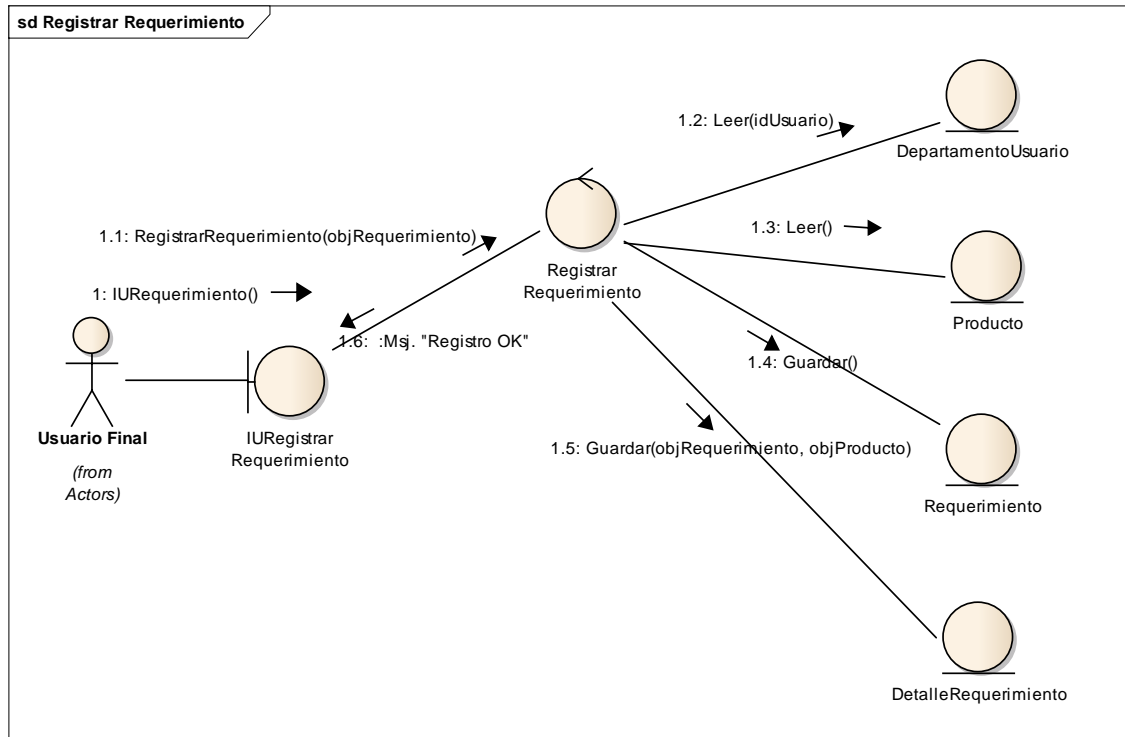 sd Registrar Requerimiento
1.2: Leer(idUsuario)
DepartamentoUsuario
1.1: RegistrarRequerimiento(objRequerimiento)
1.3: Leer()
Registrar
Requerimiento
1: IURequerimiento()
Producto
1.6: :Msj. "Registro OK"
1.4: Guardar()
Usuario Final
(from
Actors)
IURegistrar
Requerimiento
1.5: Guardar(objRequerimiento, objProducto)
Requerimiento
DetalleRequerimiento